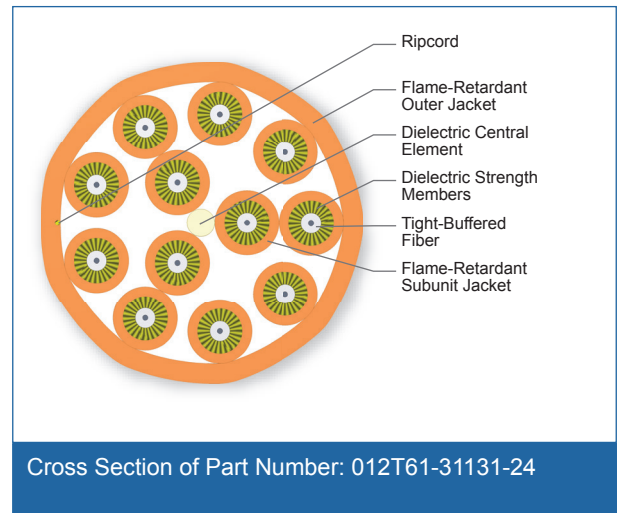 Ripcord
Flame-Retardant
Outer Jacket
Dielectric Central
Element
Dielectric Strength
Members
Tight-Buffered
Fiber
Flame-Retardant
Subunit Jacket
Cross Section of Part Number: 012T61-31131-24